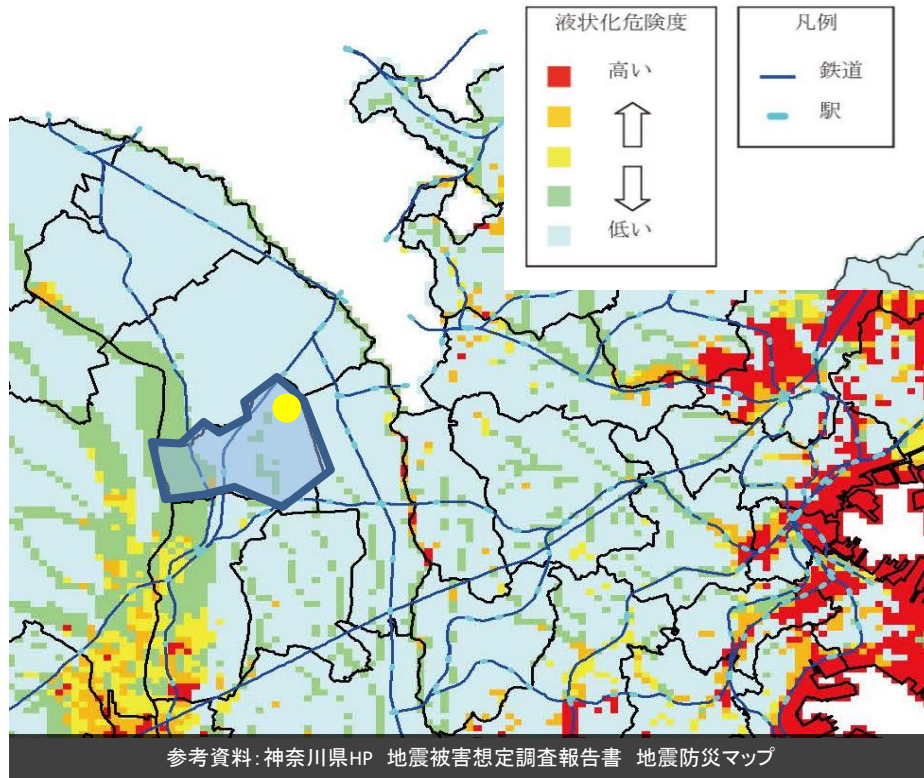 液状化危険度
高い
低い
凡例
鉄道
駅
参考資料：神奈川県HP 地震被害想定調査報告書 地震防災マップ